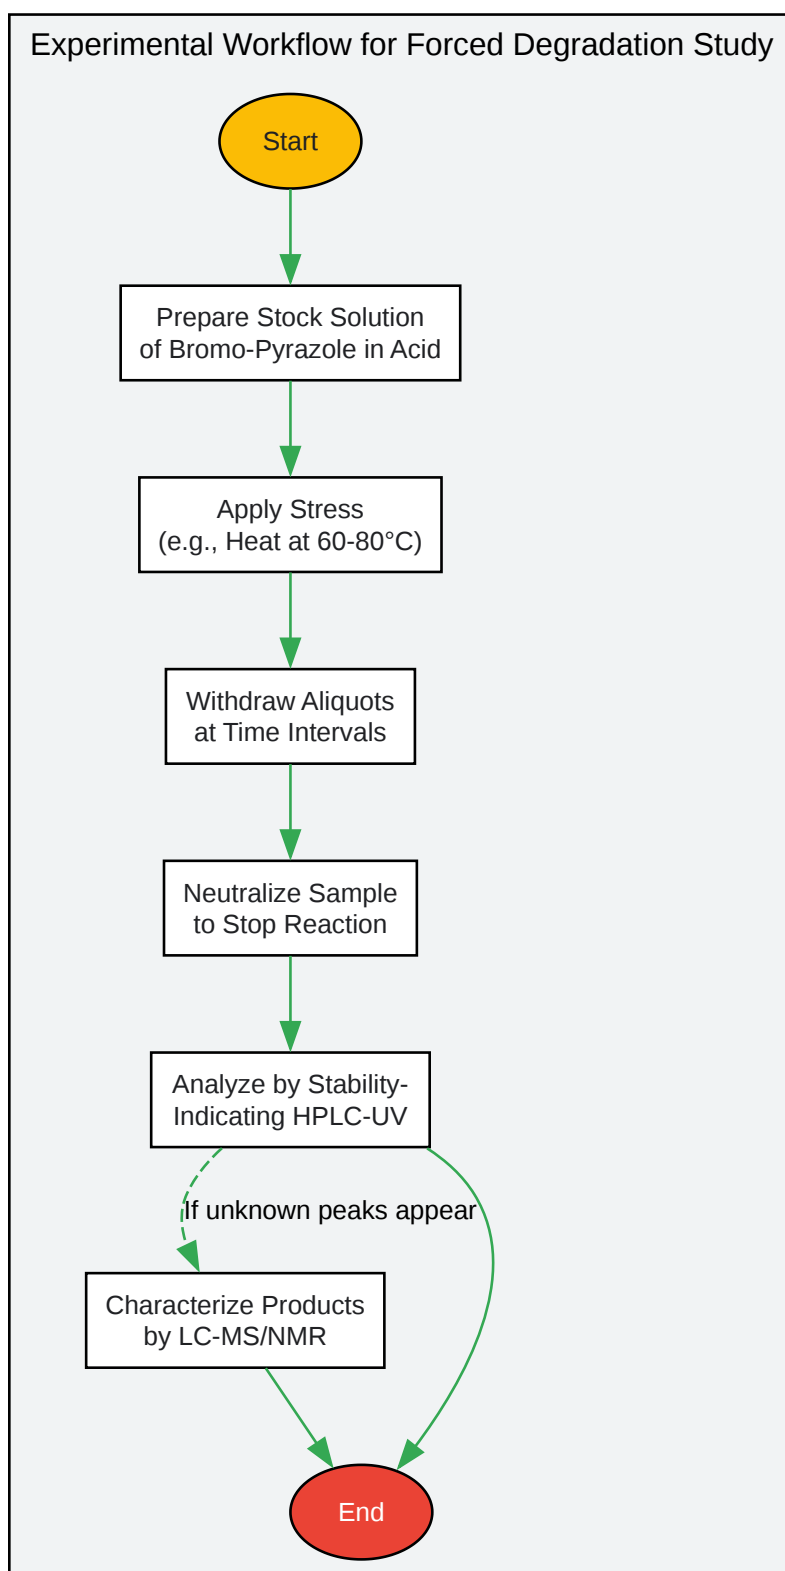 Experimental Workflow for Forced Degradation Study
Start
Prepare Stock Solution
of Bromo-Pyrazole in Acid
Apply Stress
(e.g., Heat at 60-80°C)
Withdraw Aliquots
at Time Intervals
Neutralize Sample
to Stop Reaction
Analyze by Stability-
Indicating HPLC-UV
If unknown peaks appear
Characterize Products
by LC-MS/NMR
End